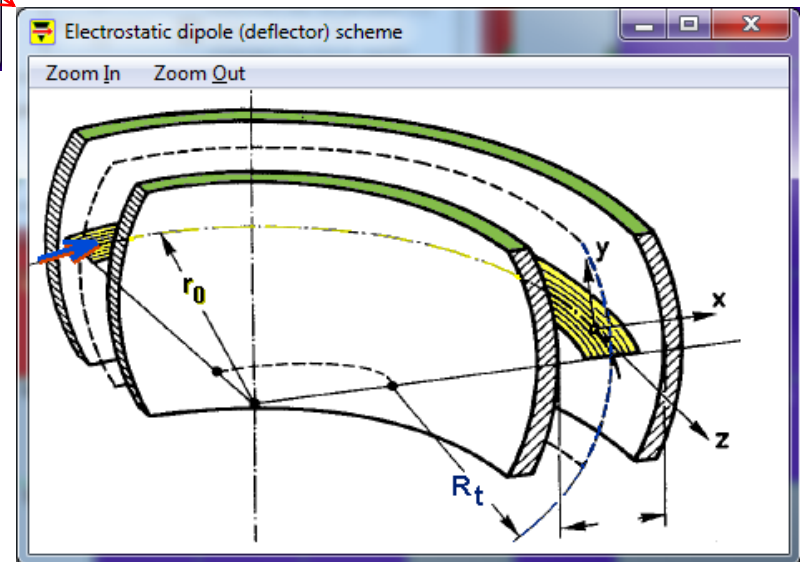 Electrostatic dipole (deflector) scheme
Zoom In Zoom Out
y
x
r0
z
Rt